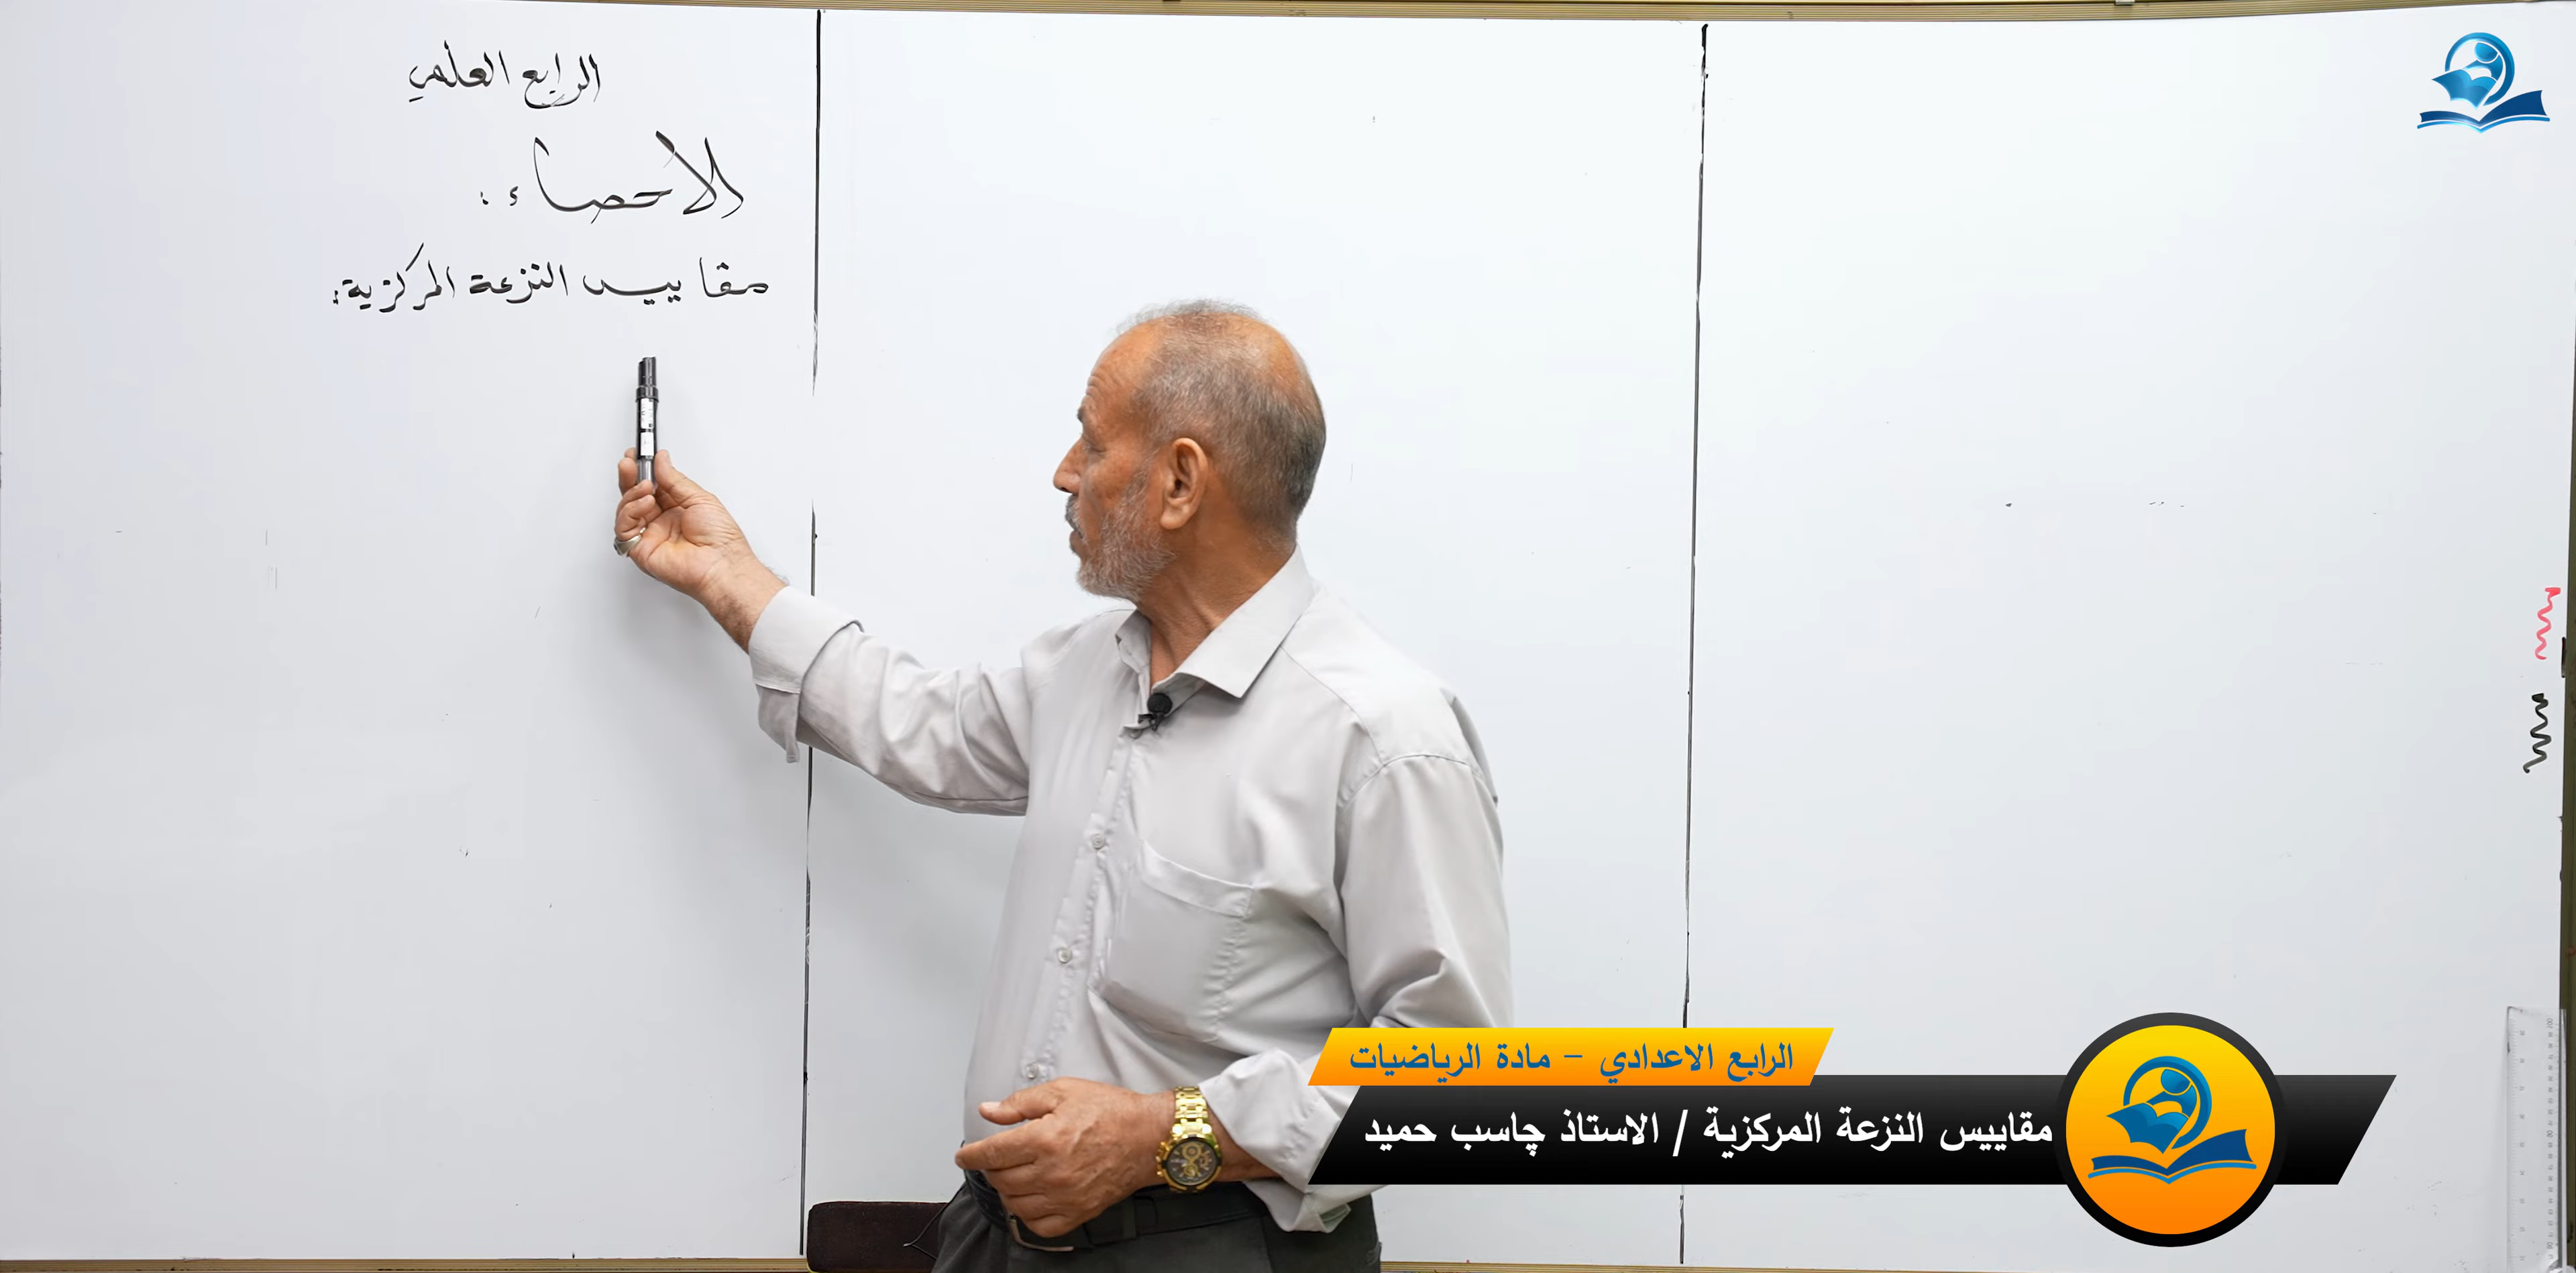 الرابع العلمي
الاحصاء :
مقاييس النزعة المركزية:
الرابع الاعدادي - مادة الرياضيات
مقاييس النزعة المركزية / الاستاذ چاسب حميد